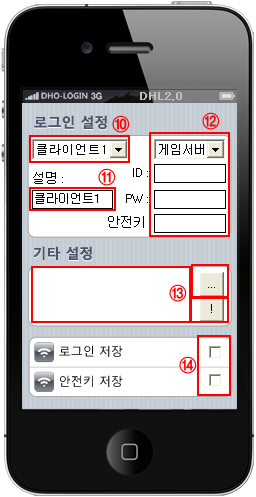 DHO-LOGIN 3G DHL2,0
로그인 설정 ⑩ ⑫
클라이언트1 게임서버
설명 : ⑪ ID :
클라이언트1 PW :
안전키
기타 설정
⑬ ...
!
로그인 저장 ⑭
안전키 저장